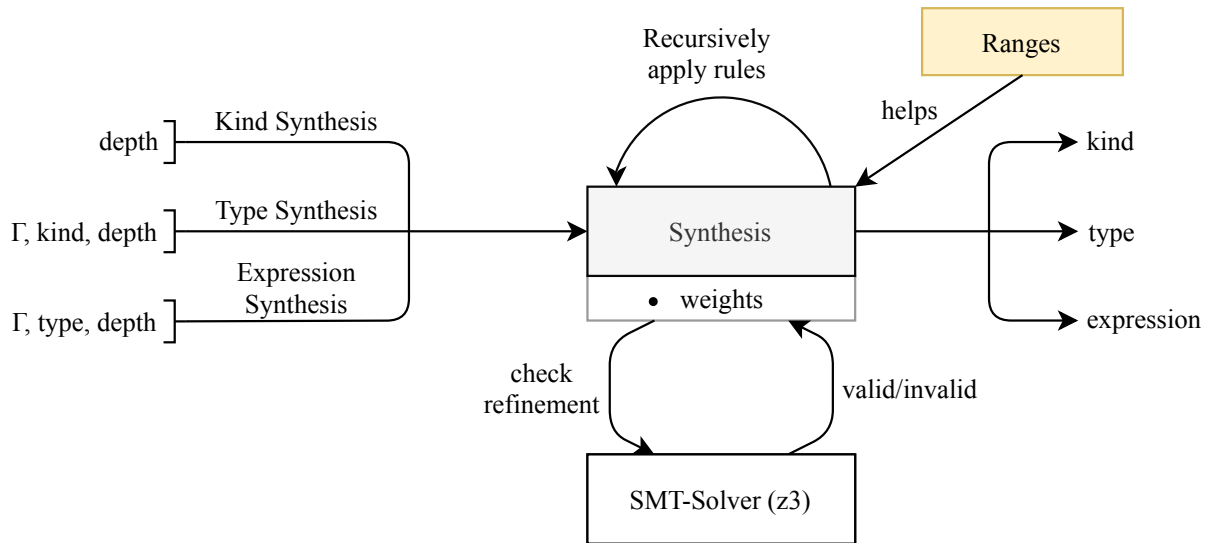 Recursively
apply rules
Ranges
helps
depth
Kind Synthesis
kind
Γ, kind, depth
Type Synthesis
Synthesis
type
Expression
Synthesis
Γ, type, depth
• weights
expression
check
refinement
valid/invalid
SMT-Solver (z3)